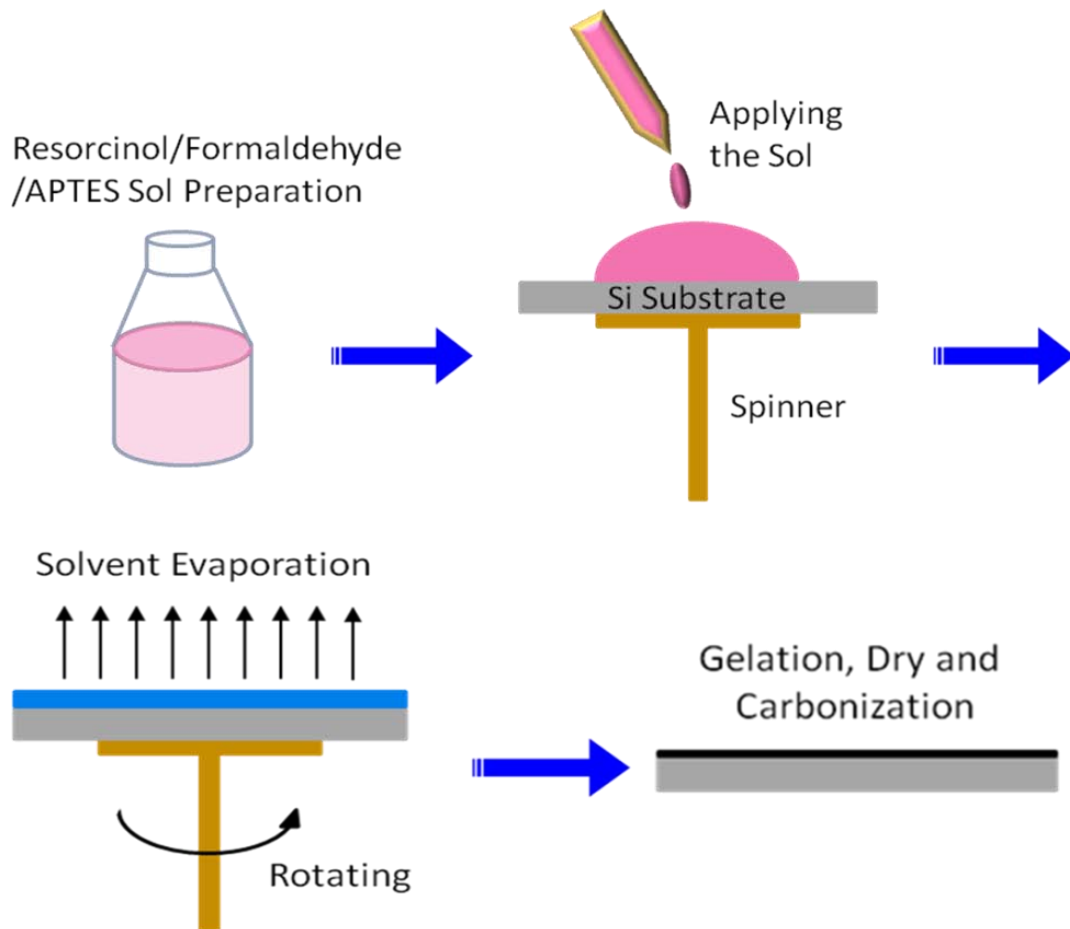 Resorcinol/Formaldehyde
/APTES Sol Preparation
Applying
the Sol
Si Substrate
Spinner
Solvent Evaporation
Rotating
Gelation, Dry and
Carbonization